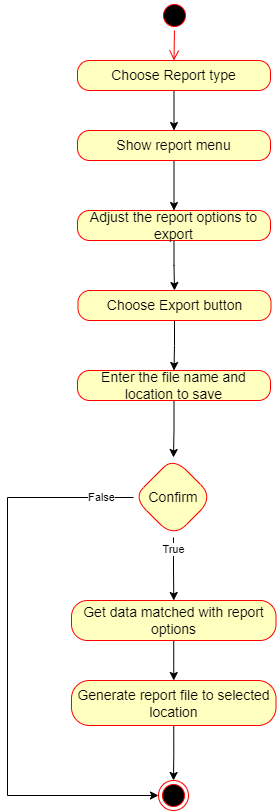 Choose Report type
Show report menu
Adjust the report options to
export
Choose Export button
Enter the file name and
location to save
Confirm
False
True
Get data matched with report
options
Generate report file to selected
location